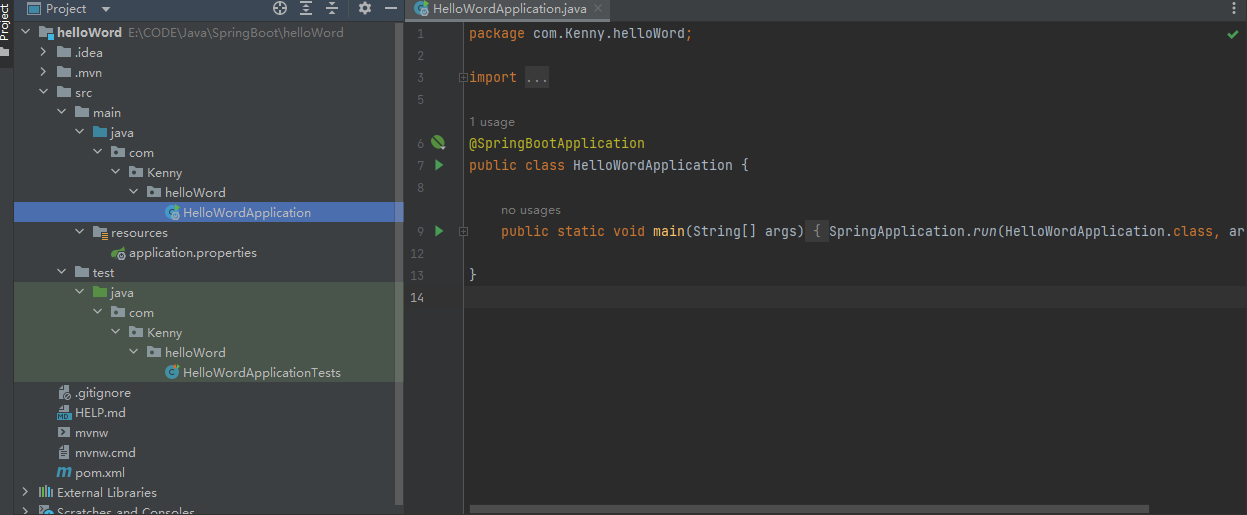 Project
Project
helloWord E:\CODE\Java\SpringBoot\helloWord
.idea
.mvn
src
main
java
com
Kenny
helloWord
HelloWordApplication
resources
application.properties
test
java
com
Kenny
helloWord
HelloWordApplicationTests
.gitignore
HELP.md
mvnw
mvnw.cmd
pom.xml
External Libraries
Scratches and Consoles
HelloWordApplication.java
1 package com.Kenny.helloWord;
2
3 import ...
5
1 usage
6 @SpringBootApplication
7 public class HelloWordApplication {
8
no usages
9 public static void main(String[] args) { SpringApplication.run(HelloWordApplication.class, ar
12
13 }
14